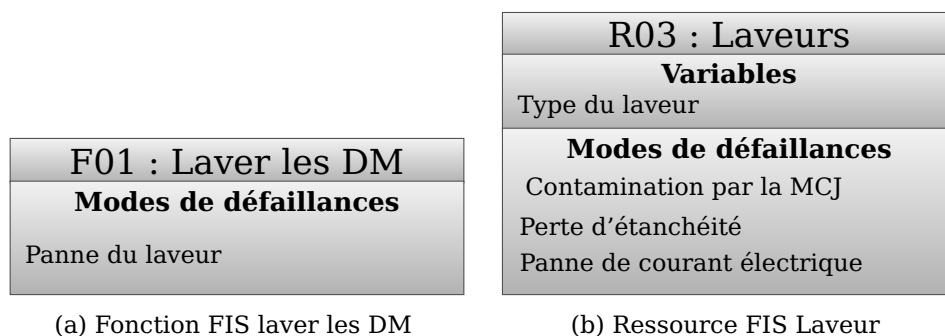 F01 : Laver les DM
Modes de défaillances
Panne du laveur
(a) Fonction FIS laver les DM
R03 : Laveurs
Variables
Type du laveur
Modes de défaillances
Contamination par la MCJ
Perte d’étanchéité
Panne de courant électrique
(b) Ressource FIS Laveur